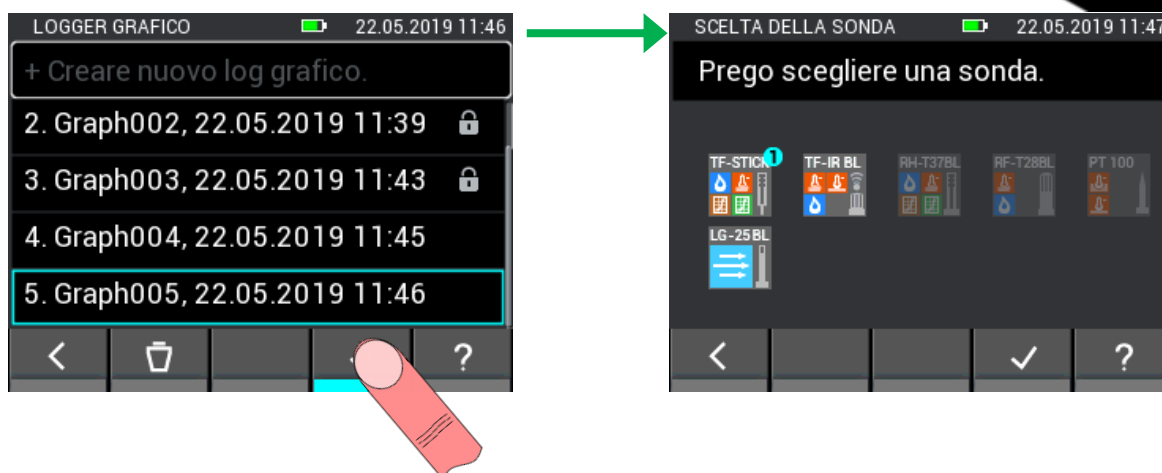 LOGGER GRAFICO 22.05.2019 11:46
+ Creare nuovo log grafico.
2. Graph002, 22.05.2019 11:39
3. Graph003, 22.05.2019 11:43
4. Graph004, 22.05.2019 11:45
5. Graph005, 22.05.2019 11:46
?
SCELTA DELLA SONDA 22.05.2019 11:47
Prego scegliere una sonda.
TF-STICK 1 TF-IR BL RH-T37BL RF-T28BL PT 100
LG-25 BL
?